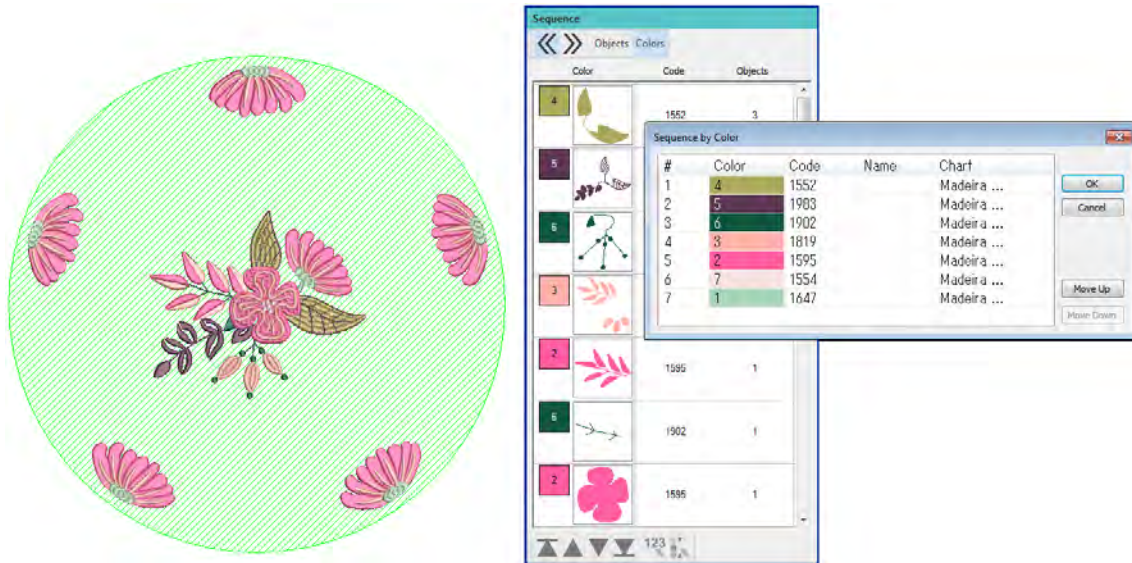 Sequence
Objects Colors
Color Code Objects
4 1552 3
5
6
3
2 1595 1
6 1902 1
2 1595 1
123
Sequence by Color
# Color Code Name Chart
1 4 1552 Madeira ...
2 5 1983 Madeira ...
3 6 1902 Madeira ...
4 3 1819 Madeira ...
5 2 1595 Madeira ...
6 7 1554 Madeira ...
7 1 1647 Madeira ...
OK
Cancel
Move Up
Move Down